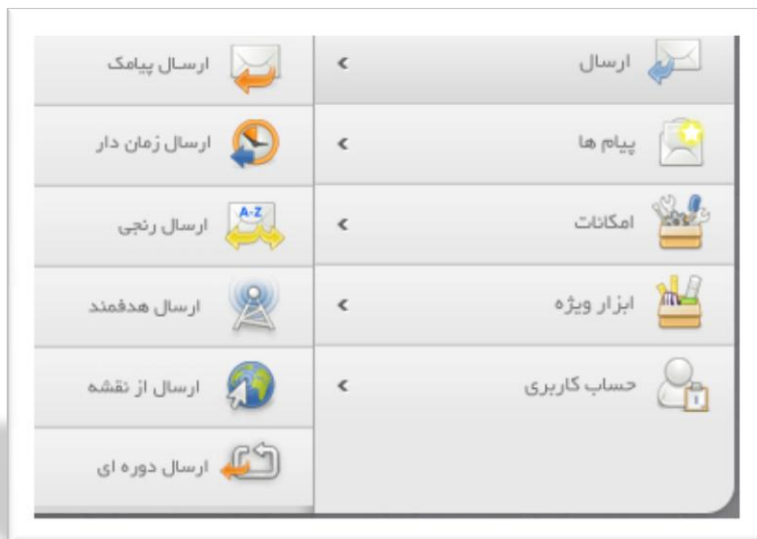 ارسال
پیام ها
امکانات
ابزار ویژه
حساب کاربری
ارسال پیامک
ارسال زمان دار
A-Z
ارسال رنجی
ارسال هدفمند
ارسال از نقشه
ارسال دوره ای